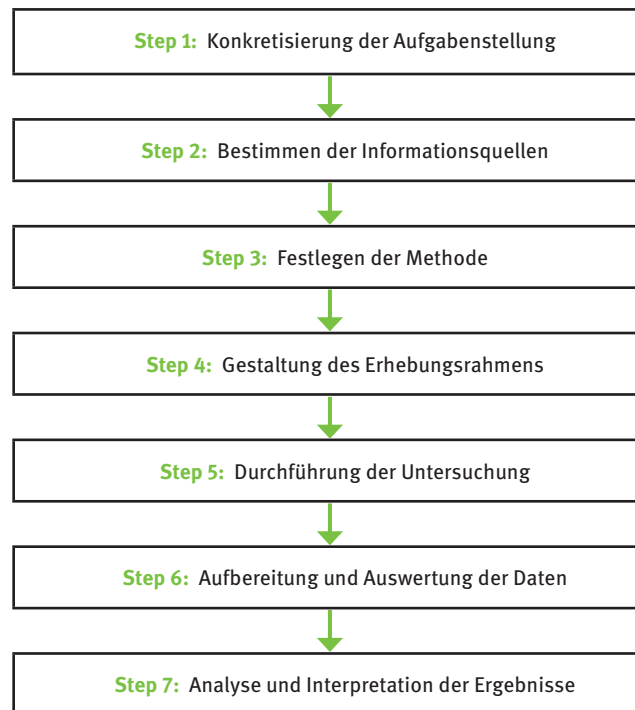 Step 1: Konkretisierung der Aufgabenstellung
Step 2: Bestimmen der Informationsquellen
Step 3: Festlegen der Methode
Step 4: Gestaltung des Erhebungsrahmens
Step 5: Durchführung der Untersuchung
Step 6: Aufbereitung und Auswertung der Daten
Step 7: Analyse und Interpretation der Ergebnisse